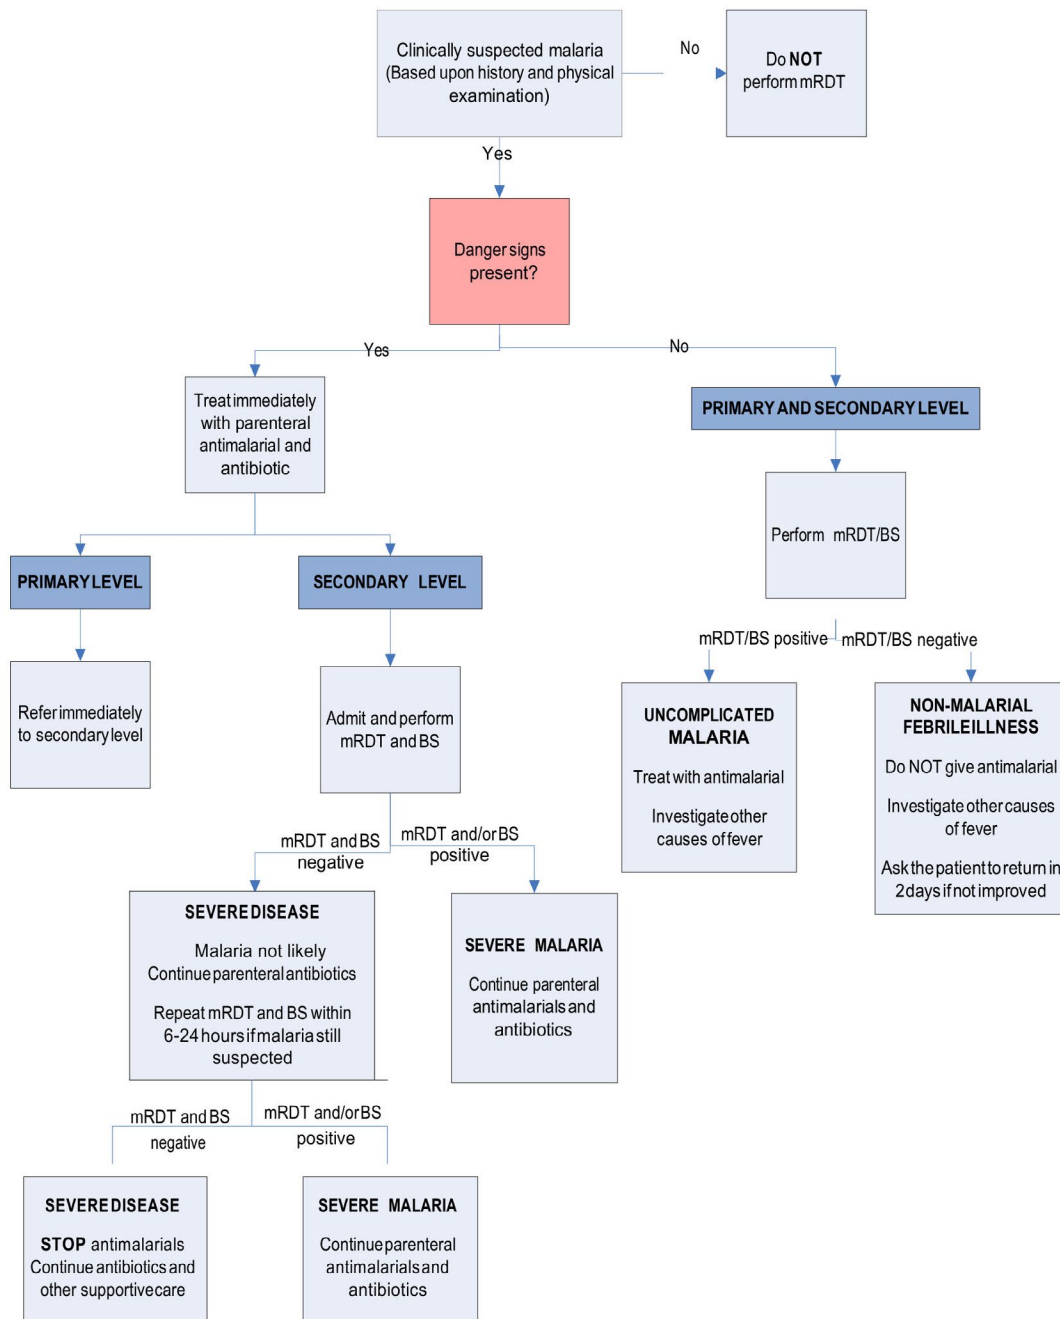 Clinically suspected malaria
(Based upon history and physical
examination)
No
Do NOT
perform mRDT
Yes
Danger signs
present?
Yes
No
Treat immediately
with parenteral
antimalarial and
antibiotic
PRIMARY AND SECONDARY LEVEL
Perform mRDT/BS
PRIMARY LEVEL
SECONDARY LEVEL
mRDT/BS positive
mRDT/BS negative
Refer immediately
to secondary level
Admit and perform
mRDT and BS
UNCOMPLICATED
MALARIA
Treat with antimalarial
Investigate other
causes of fever
NON-MALARIAL
FEBRILE ILLNESS
Do NOT give antimalarial
Investigate other causes
of fever
Ask the patient to return in
2 days if not improved
mRDT and BS
negative
mRDT and/or BS
positive
SEVERE DISEASE
Malaria not likely
Continue parenteral antibiotics
Repeat mRDT and BS within
6-24 hours if malaria still
suspected
SEVERE MALARIA
Continue parenteral
antimalarials and
antibiotics
mRDT and BS
negative
mRDT and/or BS
positive
SEVERE DISEASE
STOP antimalarials
Continue antibiotics and
other supportive care
SEVERE MALARIA
Continue parenteral
antimalarials and
antibiotics